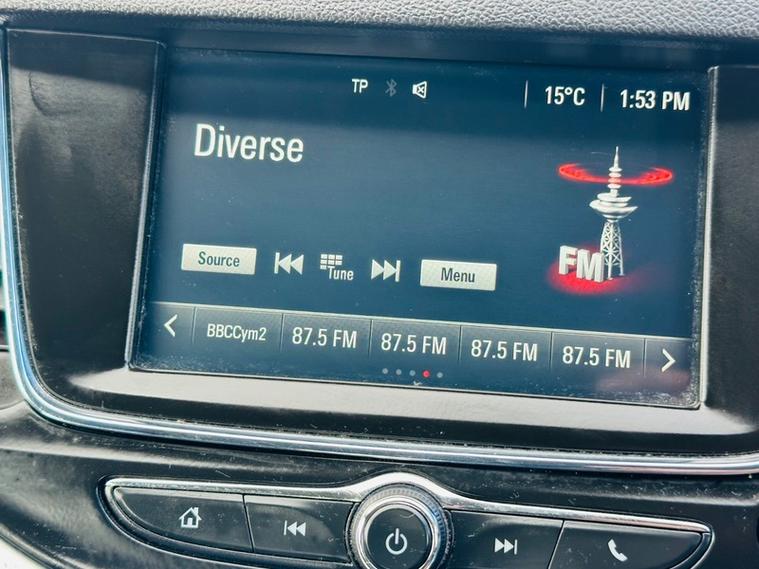 TP
15°C
1:53 PM
Diverse
FM
Source
Tune
Menu
BBCCym2
87.5 FM
87.5 FM
87.5 FM
87.5 FM